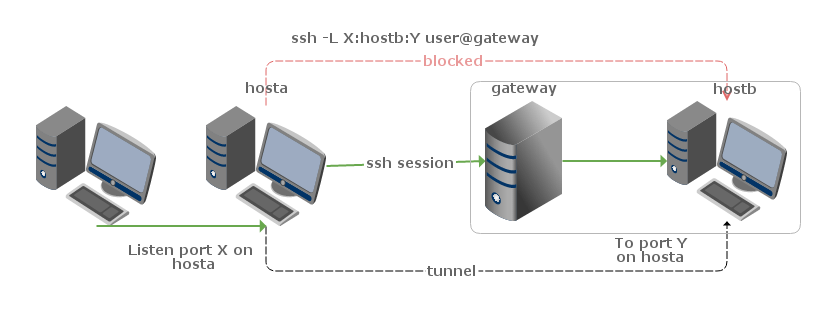 ssh -L X:hostb:Y user@gateway
blocked
hosta
gateway
hostb
ssh session
Listen port X on
hosta
To port Y
on hosta
tunnel